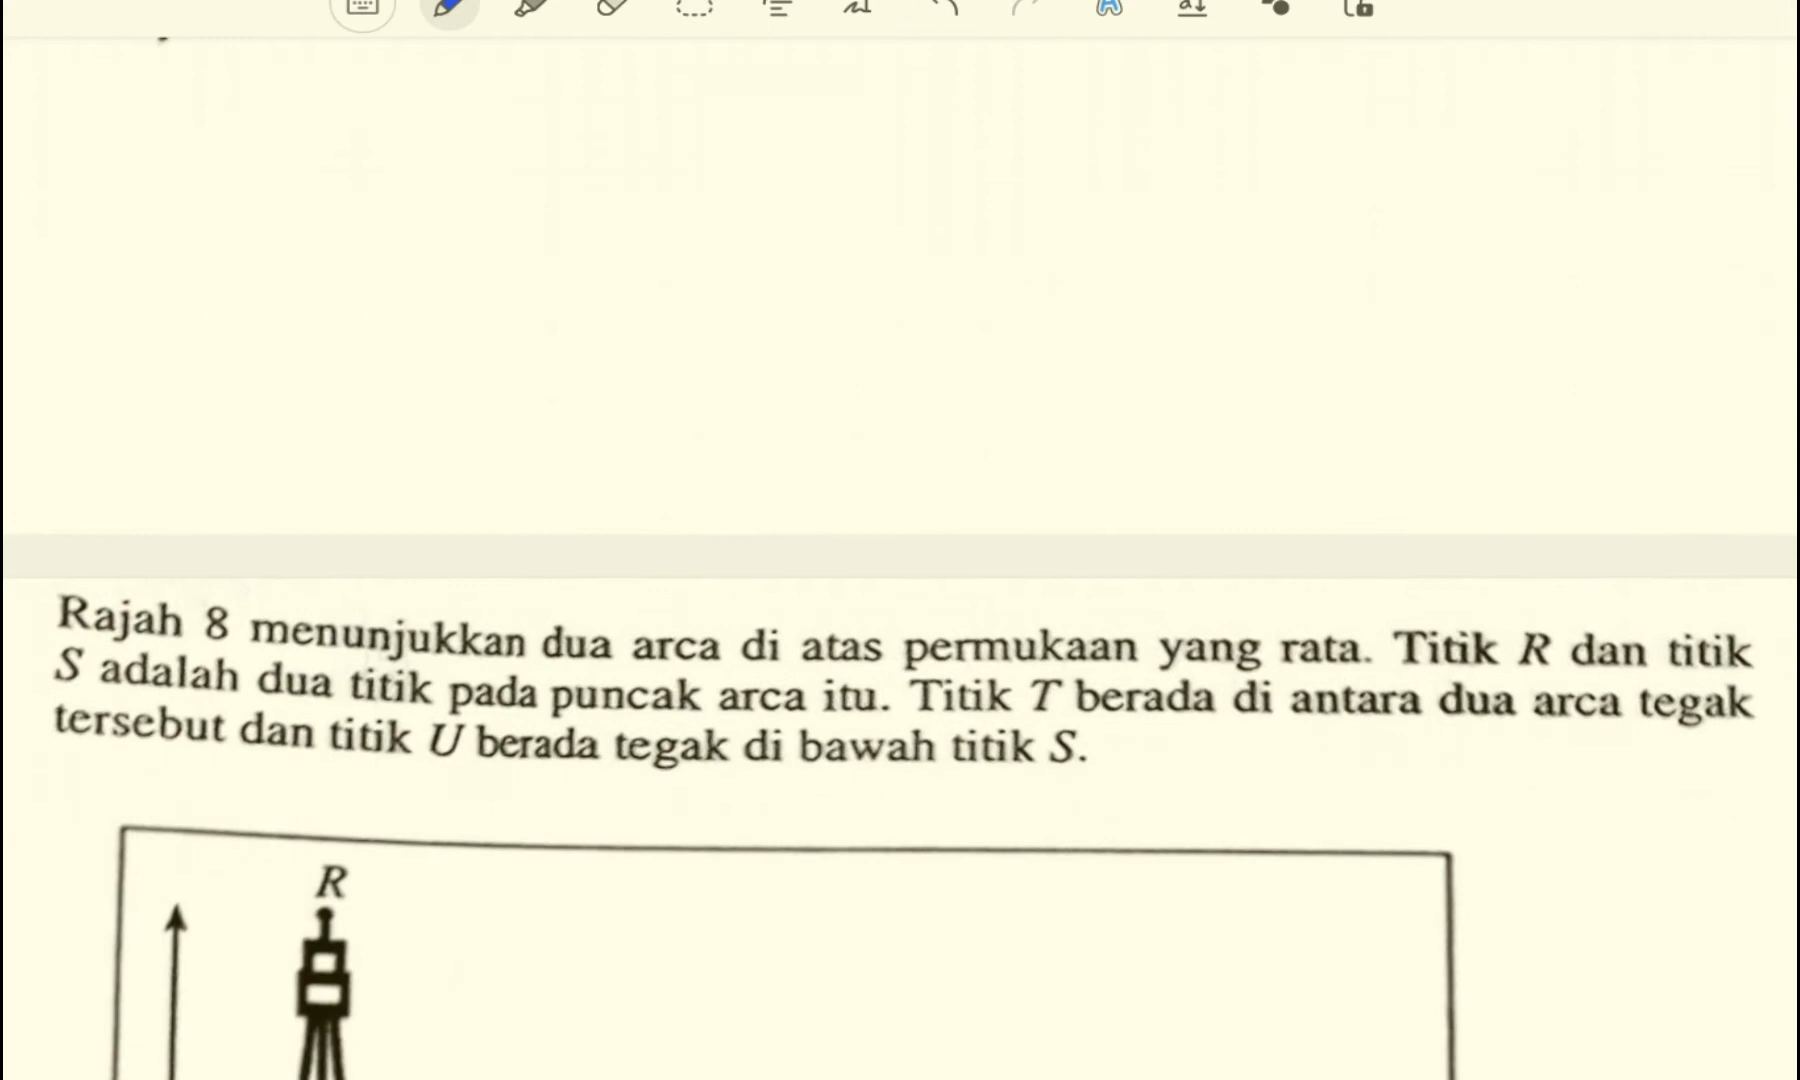 Rajah 8 menunjukkan dua arca di atas permukaan yang rata. Titik R dan titik
S adalah dua titik pada puncak arca itu. Titik T berada di antara dua arca tegak
tersebut dan titik U berada tegak di bawah titik S.
R